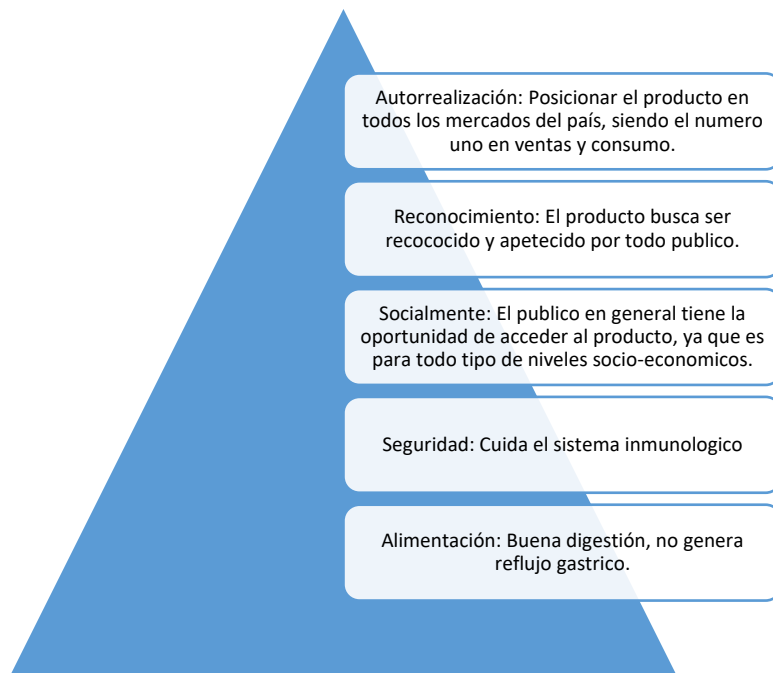 Autorrealización: Posicionar el producto en
todos los mercados del país, siendo el numero
uno en ventas y consumo.
Reconocimiento: El producto busca ser
recococido y apetecido por todo publico.
Socialmente: El publico en general tiene la
oportunidad de acceder al producto, ya que es
para todo tipo de niveles socio-economicos.
Seguridad: Cuida el sistema inmunologico
Alimentación: Buena digestión, no genera
reflujo gastrico.